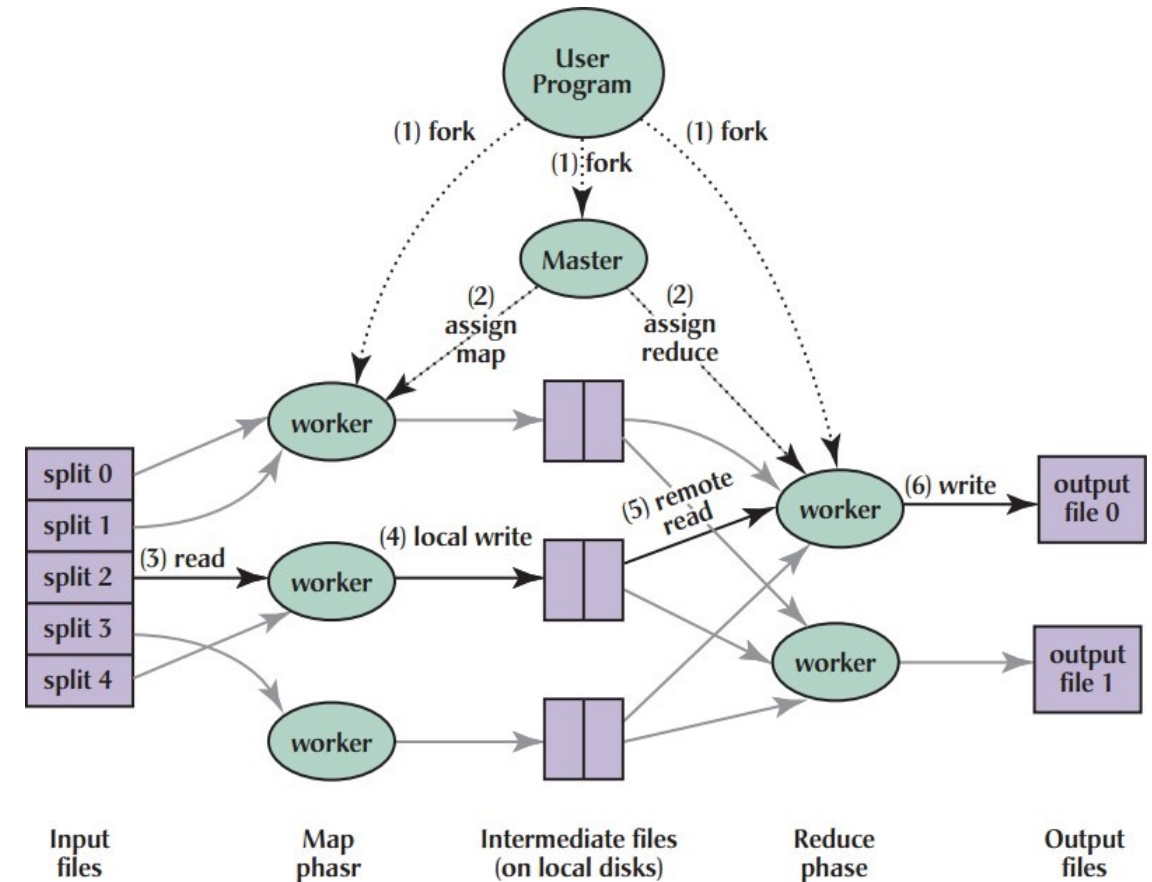 User
Program
(1) fork
(1) fork
(1) fork
Master
(2)
assign
map
(2)
assign
reduce
worker
split 0
split 1
split 2
split 3
split 4
(3) read
worker
(4) local write
(5) remote
read
worker
(6) write
output
file 0
worker
output
file 1
worker
Input
files
Map
phasr
Intermediate files
(on local disks)
Reduce
phase
Output
files